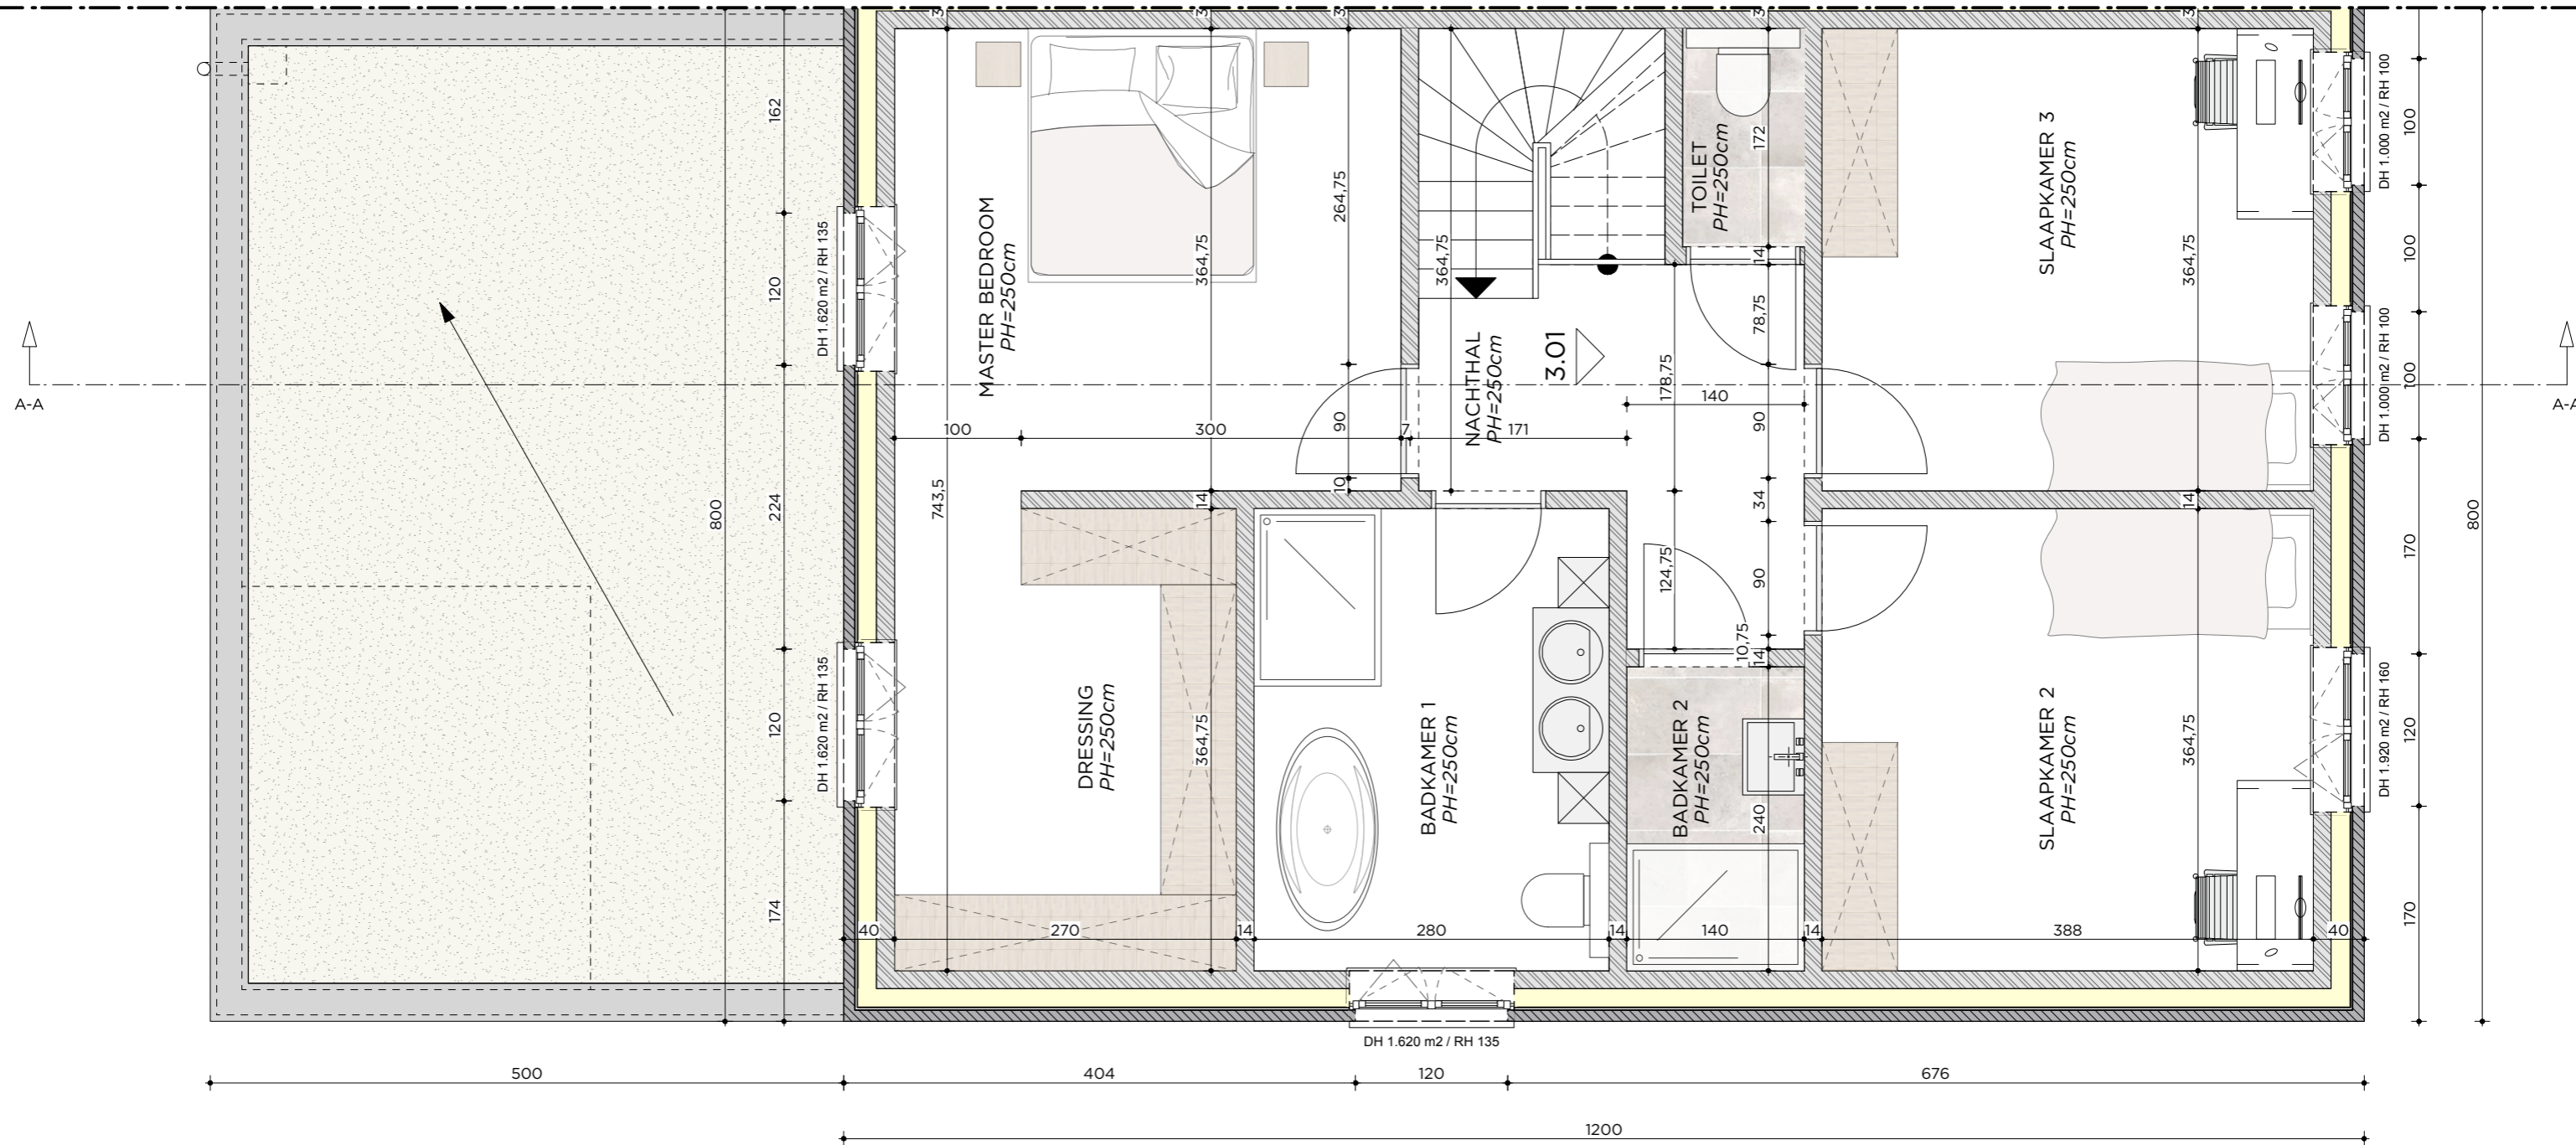 3
3
3
3
3
162
120
224
120
174
800
DH 1.620 m2 / RH 135
DH 1.620 m2 / RH 135
MASTER BEDROOM
PH=250cm
364,75
264,75
364,75
743,5
100
300
7
171
90
10
14
NACHTHAL
PH=250cm
3.01
TOILET
PH=250cm
172
14
78,75
178,75
140
90
34
124,75
90
10,75
14
SLAAPKAMER 3
PH=250cm
364,75
14
DH 1.000 m2 / RH 100
DH 1.000 m2 / RH 100
100
100
100
170
120
170
800
A-A
A-A
DRESSING
PH=250cm
364,75
BADKAMER 1
PH=250cm
BADKAMER 2
PH=250cm
240
SLAAPKAMER 2
PH=250cm
364,75
DH 1.920 m2 / RH 160
40
270
14
280
14
140
14
388
40
DH 1.620 m2 / RH 135
500
404
120
676
1200